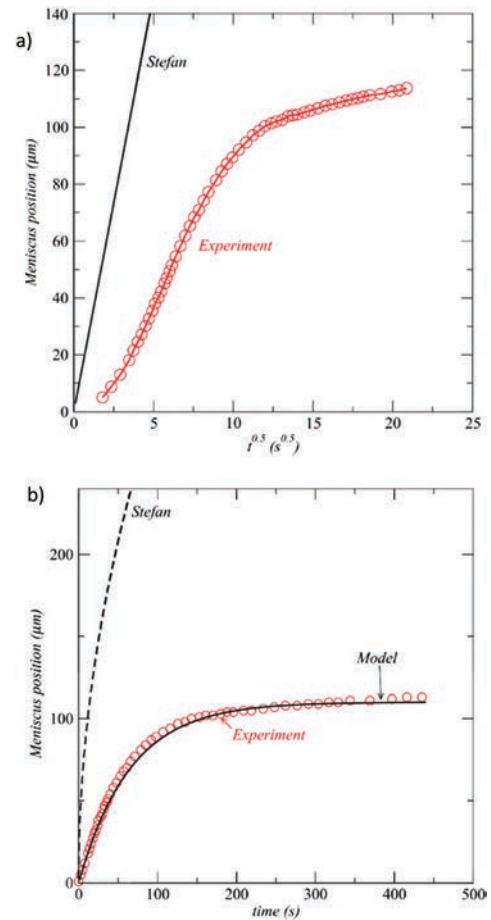 a)
140
120
100
80
60
40
20
0
Meniscus position (μm)
Stefan
Experiment
0 5 10 15 20 25
t^0.5 (s^0.5)
b)
200
100
0
Meniscus position (μm)
Stefan
Model
Experiment
0 100 200 300 400 500
time (s)